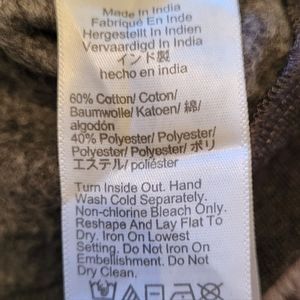 Made In India
Fabriqué En Inde
Hergestellt In Indien
Vervaardigd In India
インド製
hecho en india
60% Cotton/ Coton/
Baumwolle/ Katoen/ 綿/
algodón
40% Polyester/ Polyester/
Polyester/ Polyester/ ポリ
エステル/ poliéster
Turn Inside Out. Hand
Wash Cold Separately.
Non-chlorine Bleach Only.
Reshape And Lay Flat To
Dry. Iron On Lowest
Setting. Do Not Iron On
Embellishment. Do Not
Dry Clean.